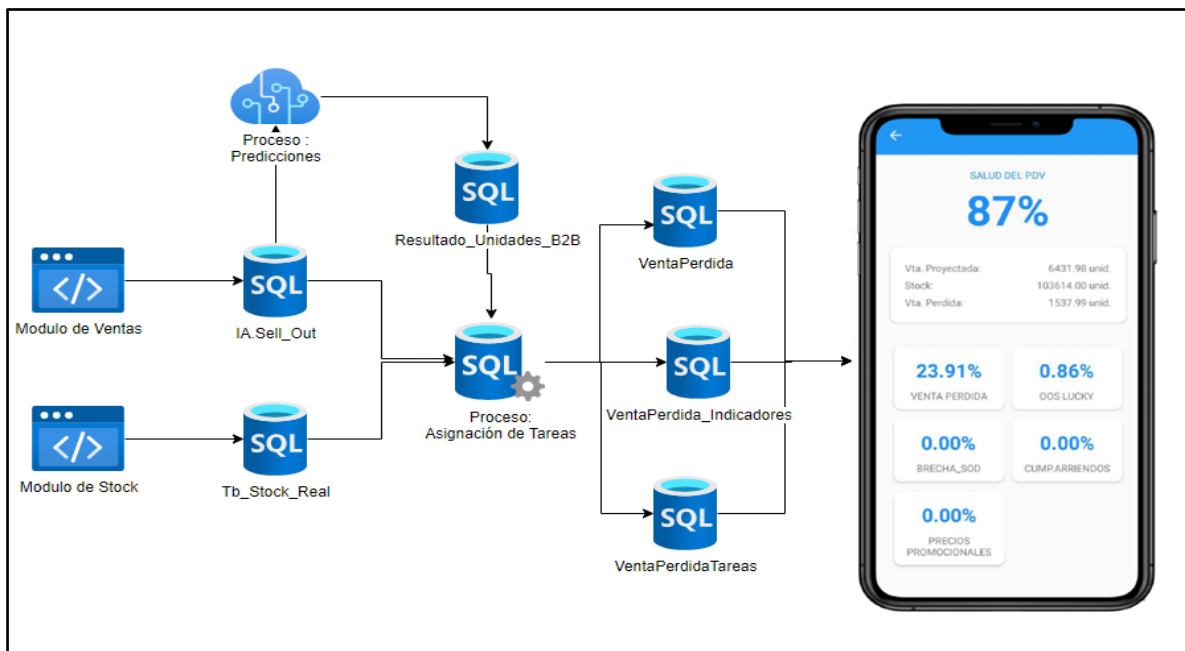 Proceso :
Predicciones
SQL
Resultado_Unidades_B2B
Modulo de Ventas
SQL
IA.Sell_Out
SQL
Proceso:
Asignación de Tareas
Modulo de Stock
SQL
Tb_Stock_Real
SQL
VentaPerdida
SQL
VentaPerdida_Indicadores
SQL
VentaPerdidaTareas
SALUD DEL PDV
87%
Vta. Proyectada: 6431.98 unid.
Stock: 103614.00 unid.
Vta. Perdida: 1537.99 unid.
23.91%
VENTA PERDIDA
0.86%
OOS LUCKY
0.00%
BRECHA_SOD
0.00%
CUMP.ARRIENDOS
0.00%
PRECIOS
PROMOCIONALES